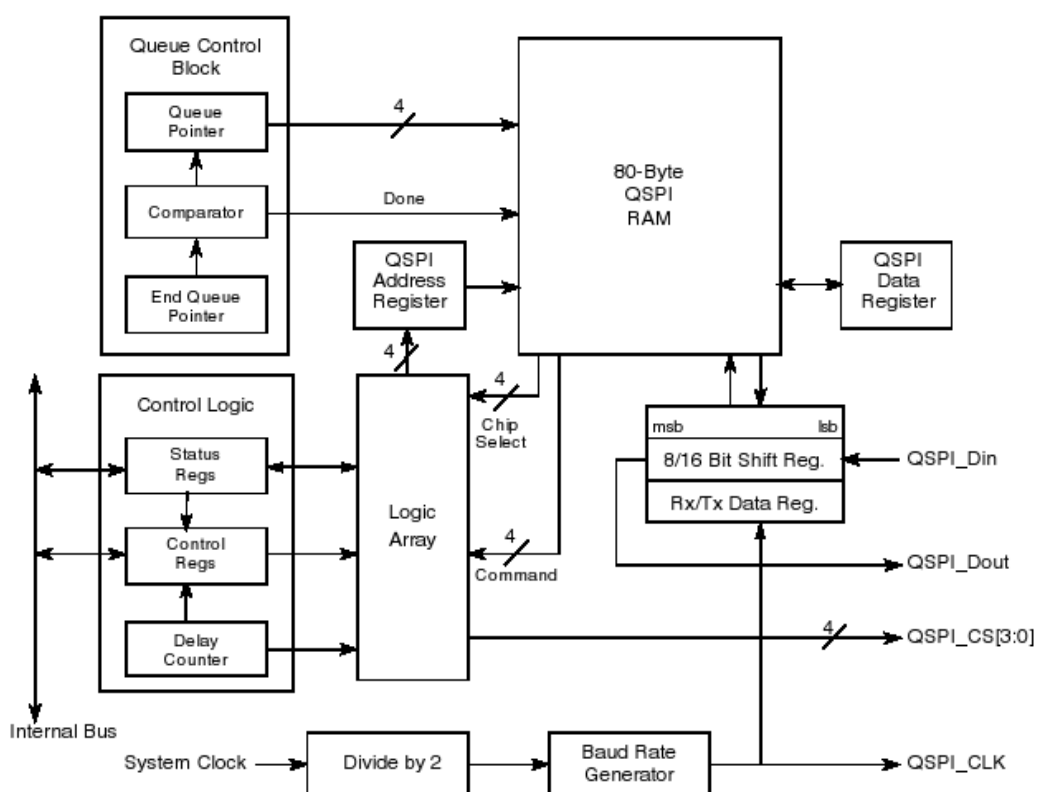 Queue Control
Block
Queue
Pointer
4
Comparator
Done
End Queue
Pointer
80-Byte
QSPI
RAM
QSPI
Address
Register
QSPI
Data
Register
4
4
Chip
Select
Control Logic
Status
Regs
Control
Regs
Delay
Counter
Logic
Array
4
Command
msb
lsb
8/16 Bit Shift Reg.
Rx/Tx Data Reg.
QSPI_Din
QSPI_Dout
4
QSPI_CS[3:0]
Internal Bus
System Clock
Divide by 2
Baud Rate
Generator
QSPI_CLK